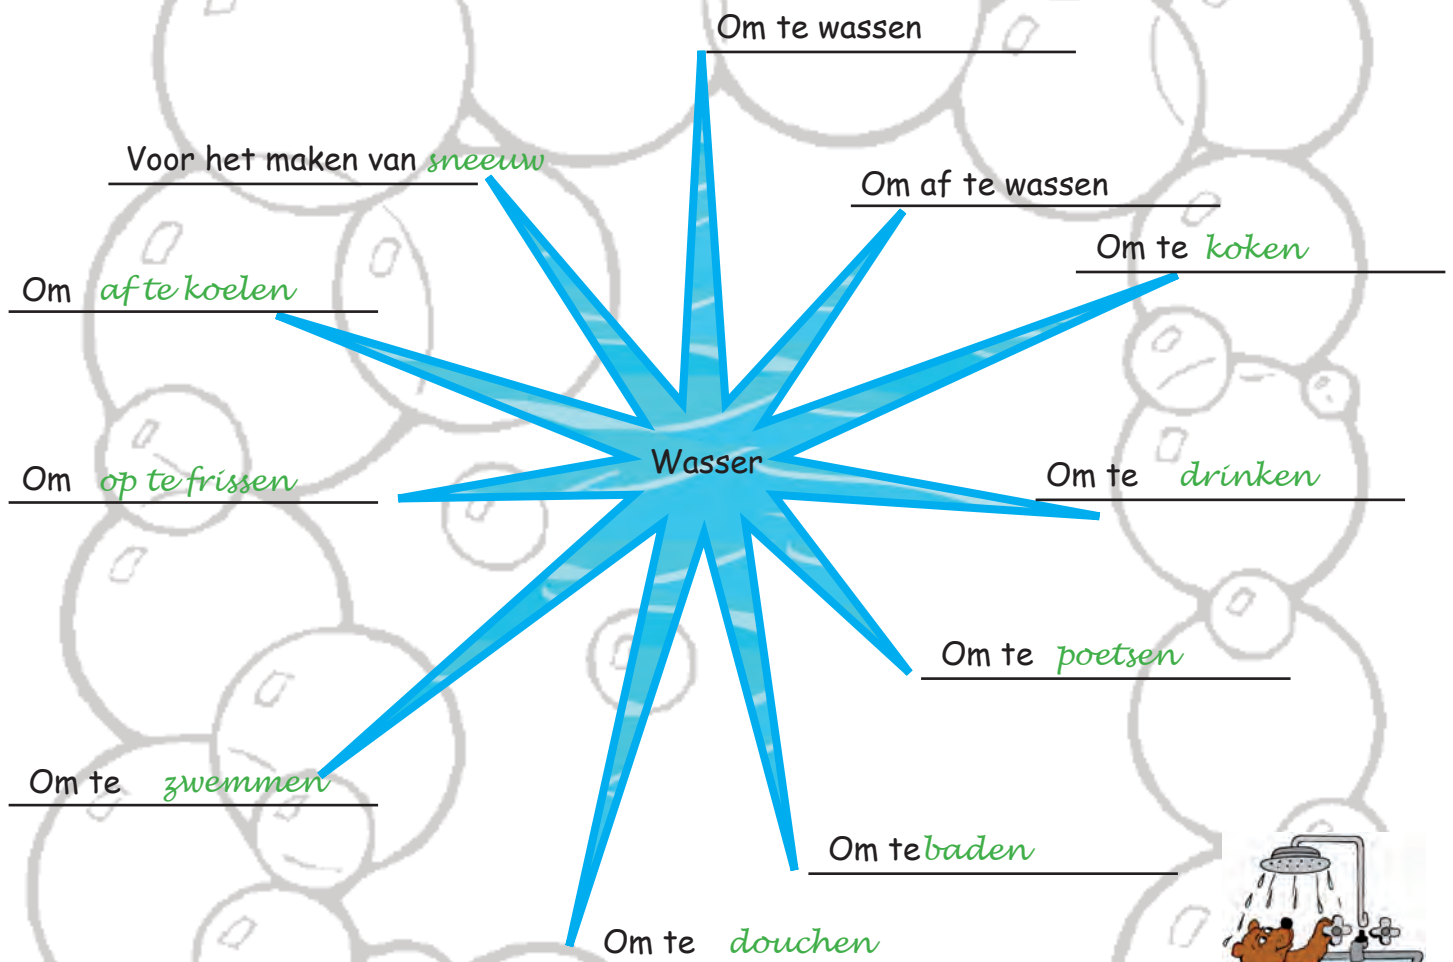 Om te wassen
Voor het maken van sneeuw
Om af te wassen
Om te koken
Om af te koelen
Wasser
Om op te frissen
Om te drinken
Om te poetsen
Om te zwemmen
Om te baden
Om te douchen